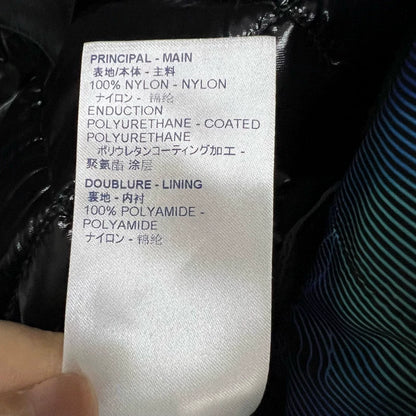 PRINCIPAL - MAIN
表地/本体 - 主料
100% NYLON - NYLON
ナイロン - 锦纶
ENDUCTION
POLYURETHANE - COATED
POLYURETHANE
ポリウレタンコーティング加工 -
聚氨酯 涂层
DOUBLURE - LINING
裏地 - 内衬
100% POLYAMIDE -
POLYAMIDE
ナイロン - 锦纶